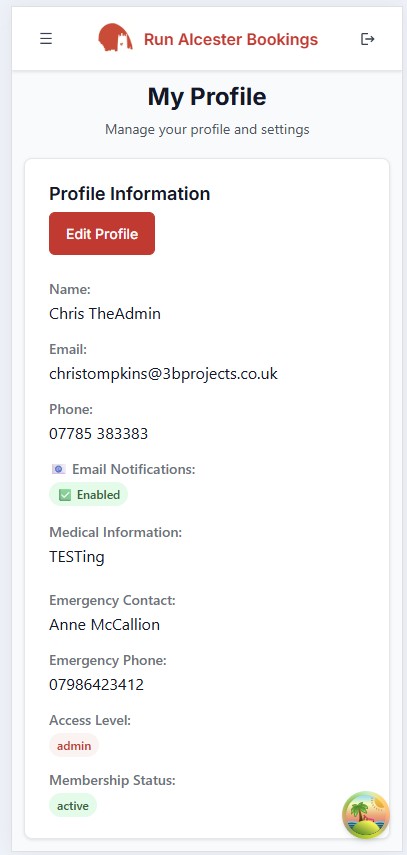 Run Alcester Bookings
My Profile
Manage your profile and settings
Profile Information
Edit Profile
Name:
Chris TheAdmin
Email:
christompkins@3bprojects.co.uk
Phone:
07785 383383
Email Notifications:
Enabled
Medical Information:
TESTing
Emergency Contact:
Anne McCallion
Emergency Phone:
07986423412
Access Level:
admin
Membership Status:
active